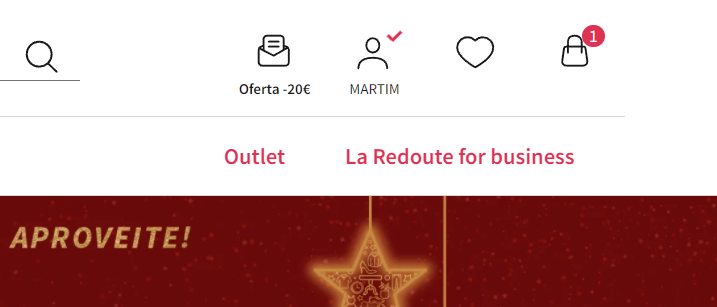 1
Oferta -20€
MARTIM
Outlet
La Redoute for business
APROVEITE!